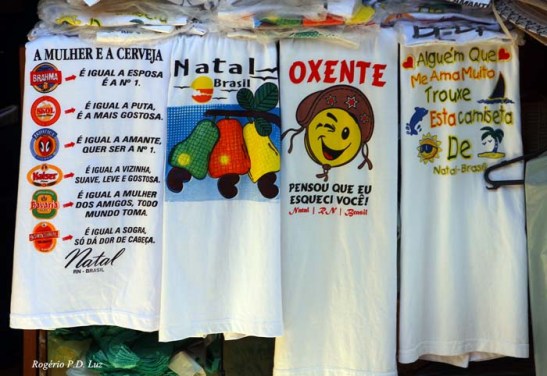 A MULHER E A CERVEJA
BRAHMA
É IGUAL A ESPOSA
É A Nº 1.
É IGUAL A PUTA,
É A MAIS GOSTOSA.
É IGUAL A AMANTE,
QUER SER A Nº 1.
Kaiser
É IGUAL A VIZINHA,
SUAVE, LEVE E GOSTOSA.
Bavaria
É IGUAL A MULHER
DOS AMIGOS, TODO
MUNDO TOMA.
É IGUAL A SOGRA,
SÓ DÁ DOR DE CABEÇA.
Natal
RN - BRASIL
Natal
Brasil
OXENTE
PENSOU QUE EU
ESQUECI VOCÊ!
Natal | RN | Brasil
Alguém Que
Me Ama Muito
Trouxe
Esta camiseta
De
Natal-Brasil
Rogério P.D. Luz